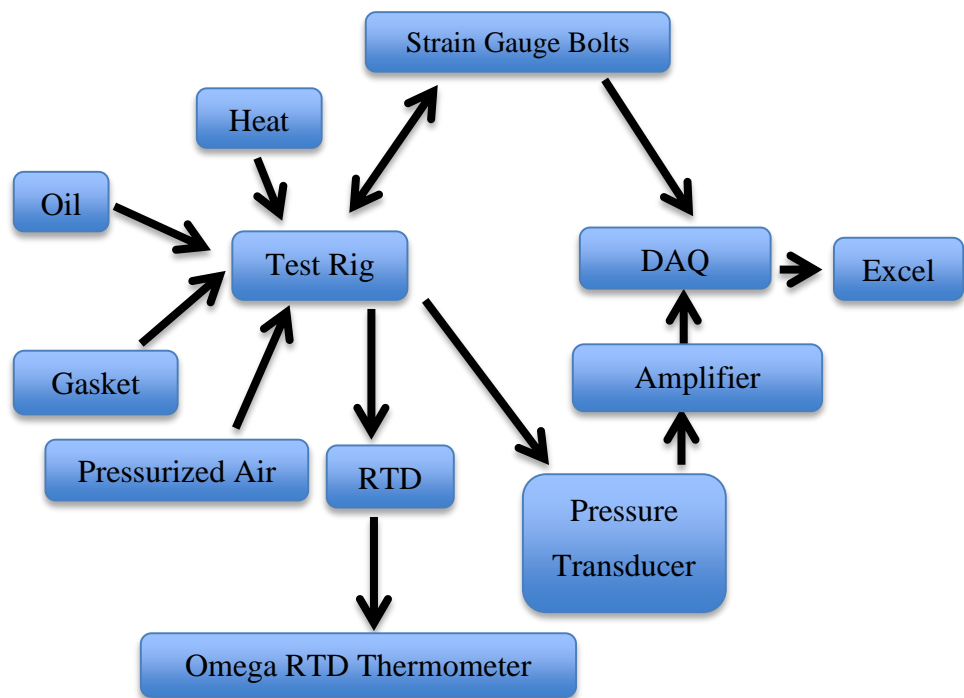 Strain Gauge Bolts
Heat
Oil
Test Rig
DAQ
Excel
Gasket
Amplifier
Pressurized Air
RTD
Pressure
Transducer
Omega RTD Thermometer